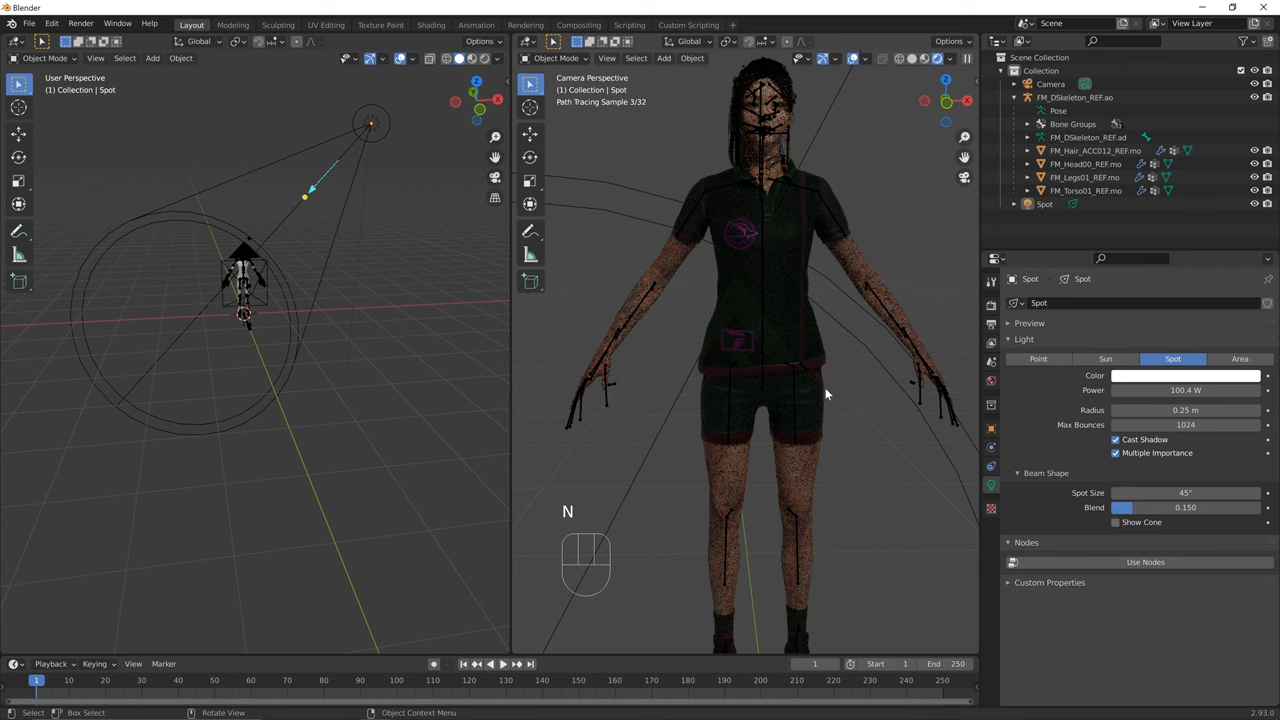 Blender
File Edit Render Window Help
Layout Modeling Sculpting UV Editing Texture Paint Shading Animation Rendering Compositing Scripting Custom Scripting +
Scene
View Layer
Global
Options
Global
Options
Object Mode View Select Add Object
Object Mode View Select Add Object
User Perspective
(1) Collection | Spot
Z
X
Y
Camera Perspective
(1) Collection | Spot
Path Tracing Sample 3/32
Z
X
Scene Collection
Collection
Camera
FM_DSkeleton_REF.ao
Pose
Bone Groups
FM_DSkeleton_REF.ad
FM_Hair_ACC012_REF.mo
FM_Head00_REF.mo
FM_Legs01_REF.mo
FM_Torso01_REF.mo
Spot
Spot Spot
Spot
Preview
Light
Point Sun Spot Area
Color
Power 100.4 W
Radius 0.25 m
Max Bounces 1024
Cast Shadow
Multiple Importance
Beam Shape
Spot Size 45°
Blend 0.150
Show Cone
Nodes
Use Nodes
Custom Properties
N
Playback Keying View Marker
1
Start 1
End 250
1 10 20 30 40 50 60 70 80 90 100 110 120 130 140 150 160 170 180 190 200 210 220 230 240 250
Select Box Select Rotate View Object Context Menu
2.93.0